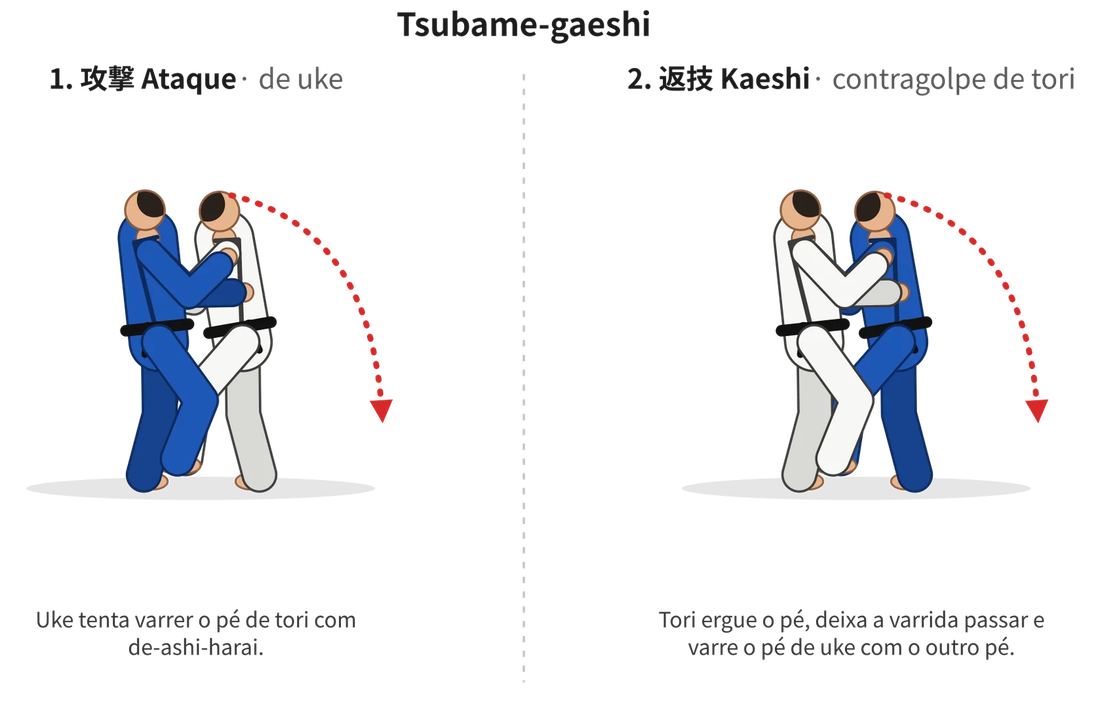 Tsubame-gaeshi
1. 攻撃 Ataque · de uke
2. 返技 Kaeshi · contragolpe de tori
Uke tenta varrer o pé de tori com
de-ashi-harai.
Tori ergue o pé, deixa a varrida passar e
varre o pé de uke com o outro pé.